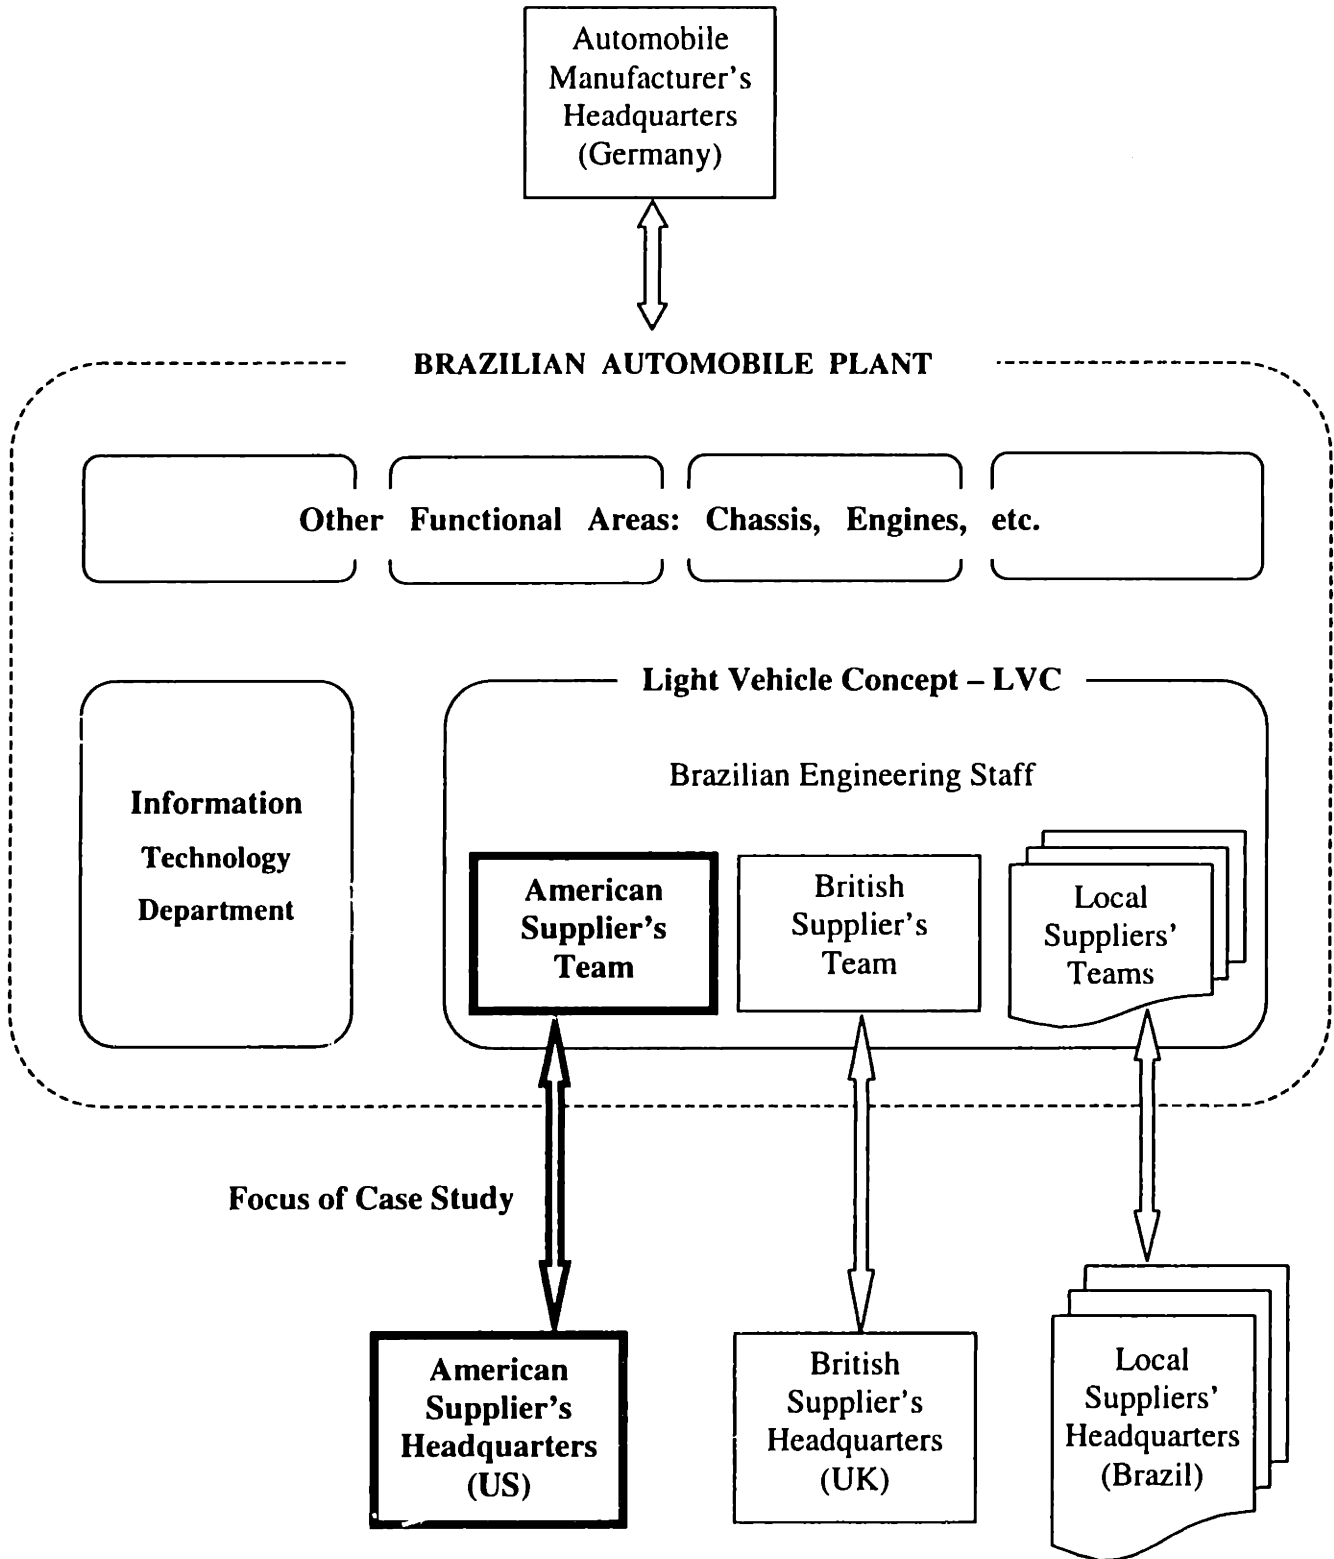 Automobile
Manufacturer's
Headquarters
(Germany)
BRAZILIAN AUTOMOBILE PLANT
Other Functional Areas: Chassis, Engines, etc.
Light Vehicle Concept – LVC
Brazilian Engineering Staff
Information
Technology
Department
American
Supplier's
Team
British
Supplier's
Team
Local
Suppliers'
Teams
Focus of Case Study
American
Supplier's
Headquarters
(US)
British
Supplier's
Headquarters
(UK)
Local
Suppliers'
Headquarters
(Brazil)